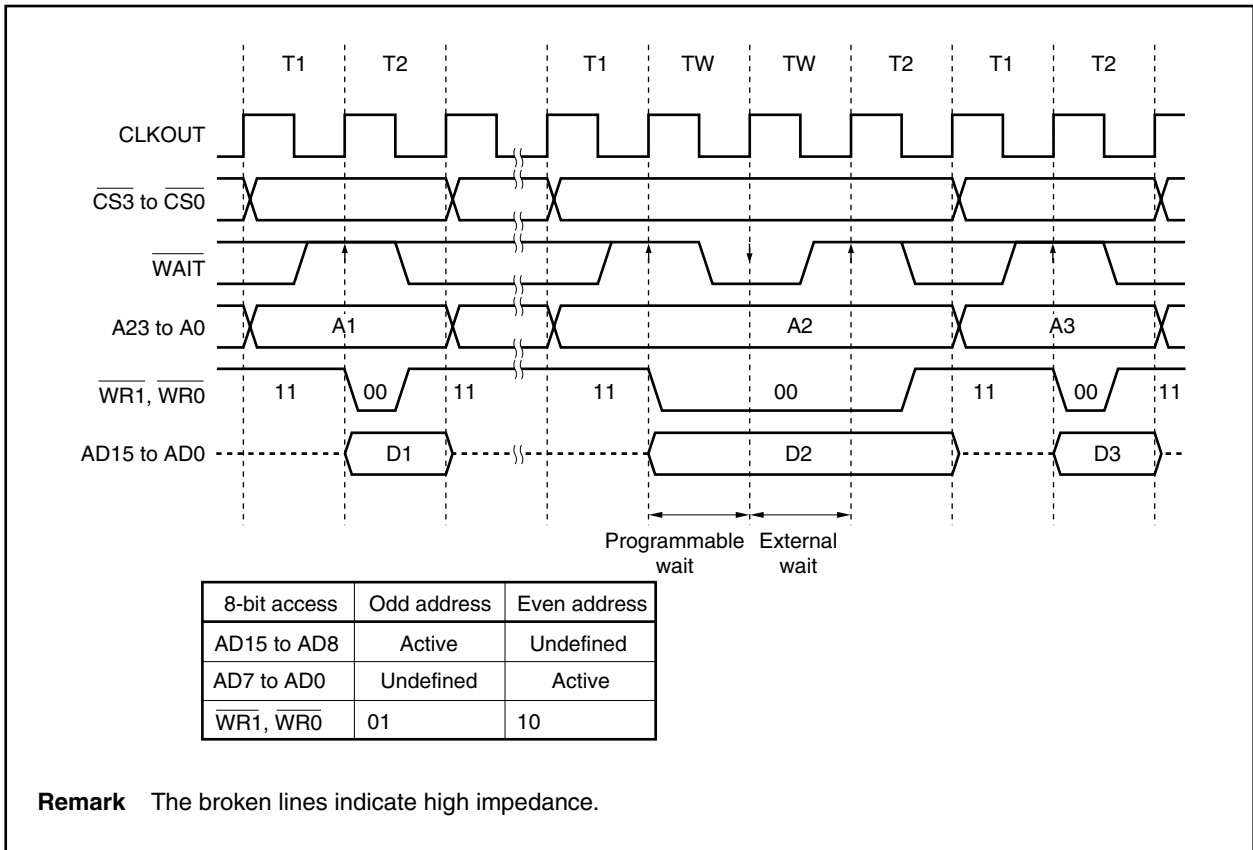 T1 T2 T1 TW TW T2 T1 T2
CLKOUT
CS3 to CS0
WAIT
A23 to A0 A1 A2 A3
WR1, WR0 11 00 11 11 00 11 00 11
AD15 to AD0 D1 D2 D3
Programmable wait
External wait
8-bit access Odd address Even address
AD15 to AD8 Active Undefined
AD7 to AD0 Undefined Active
WR1, WR0 01 10
Remark The broken lines indicate high impedance.